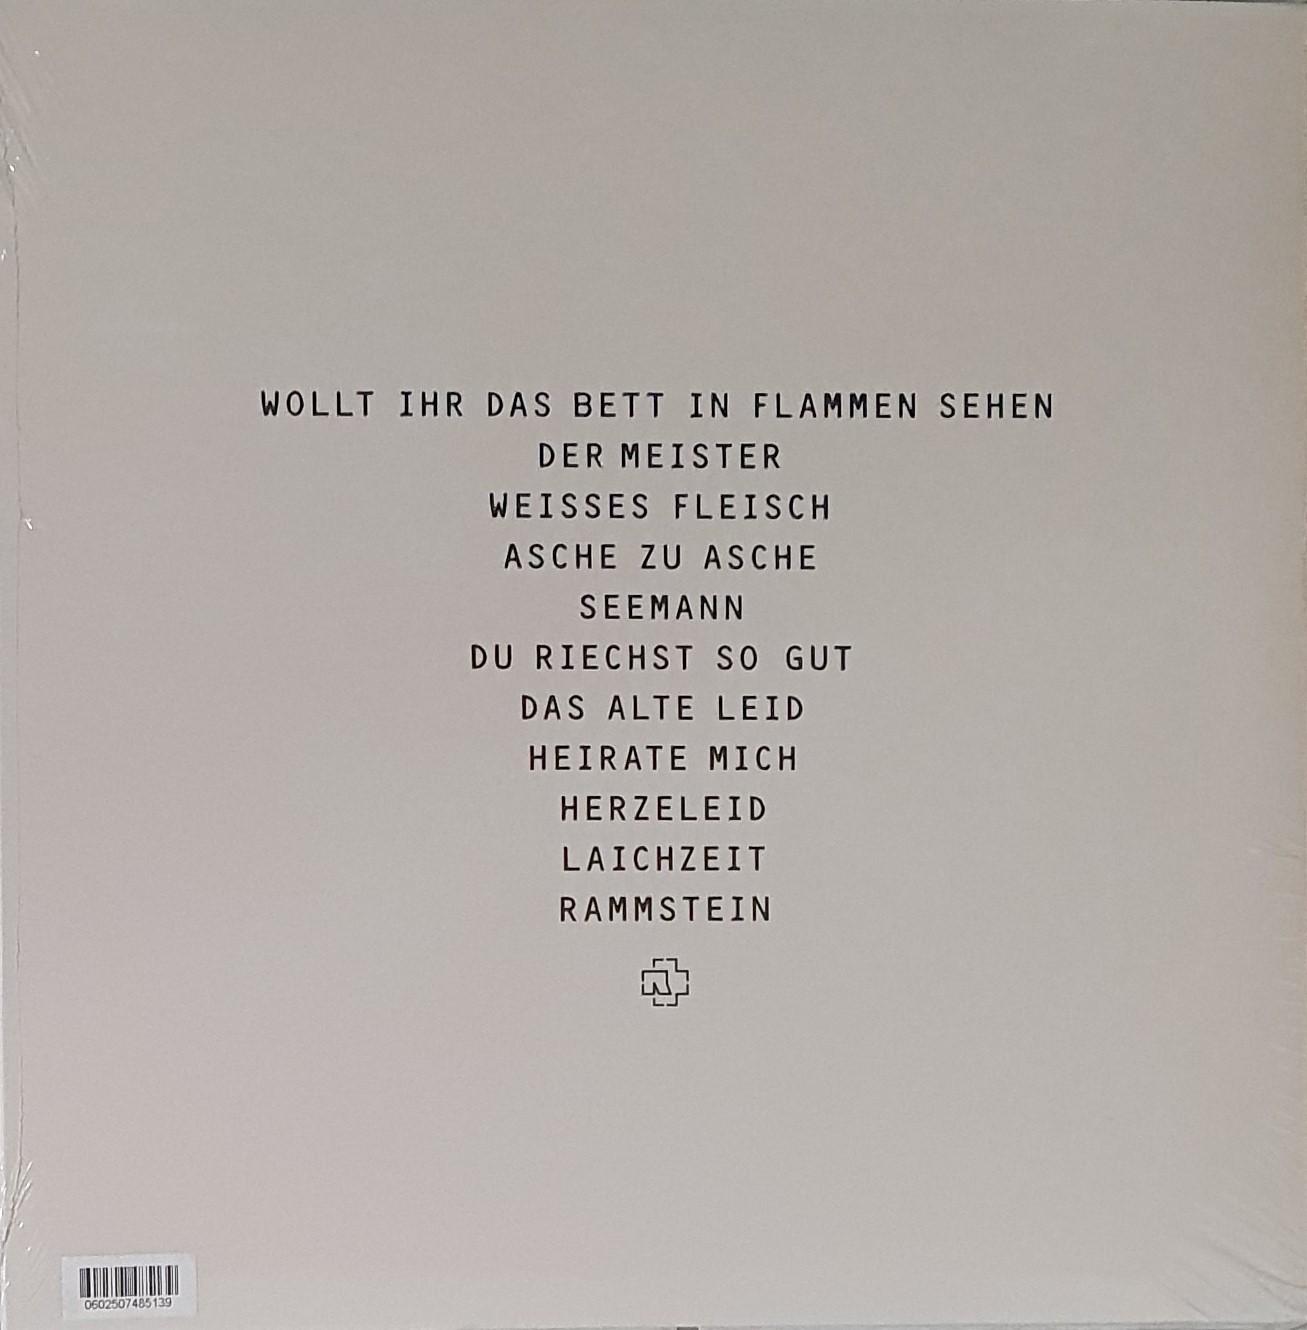 WOLLT IHR DAS BETT IN FLAMMEN SEHEN
DER MEISTER
WEISSES FLEISCH
ASCHE ZU ASCHE
SEEMANN
DU RIECHST SO GUT
DAS ALTE LEID
HEIRATE MICH
HERZELEID
LAICHZEIT
RAMMSTEIN
0602507485139